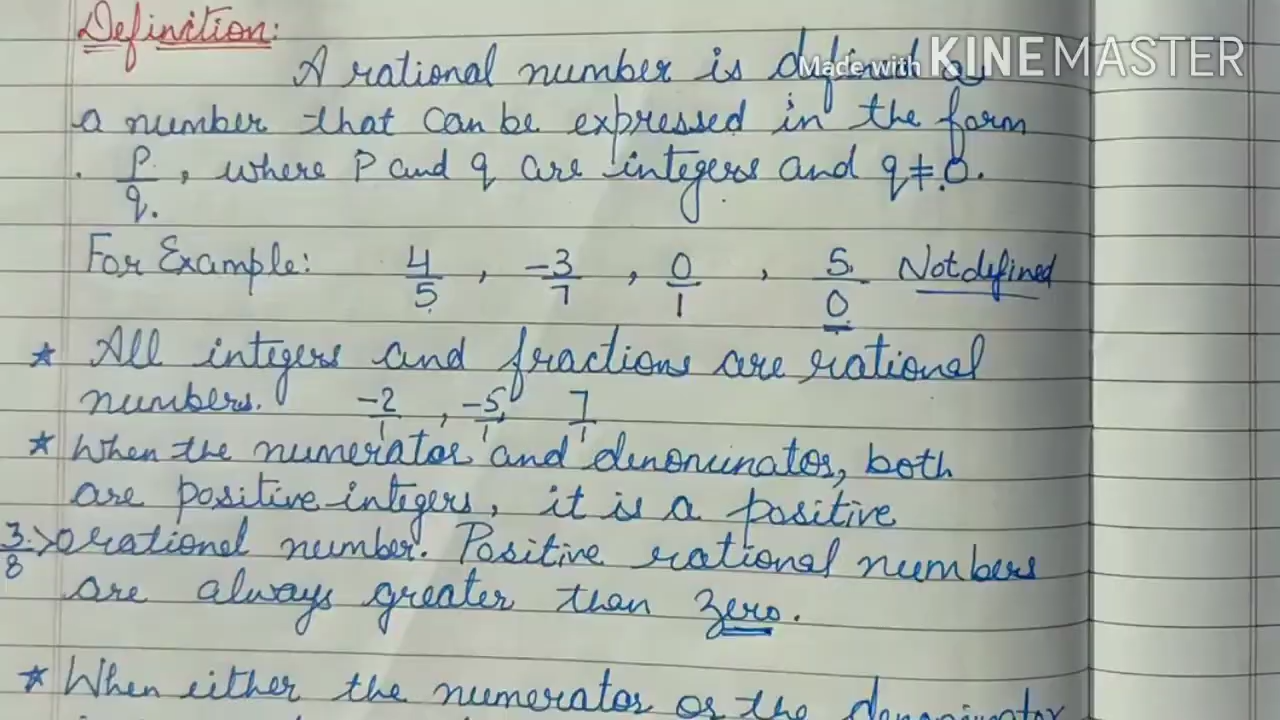 Definition:
A rational number is defined as
Made with KINEMASTER
a number that can be expressed in the form
p/q, where p and q are integers and q ≠ 0.
For Example: 4/5, -3/7, 0/1, 5/0 Not defined
★ All integers and fractions are rational
numbers. -2/1, -5/1 7/1
★ When the numerator and denominator, both
are positive integers, it is a positive
3/8 > 0 rational number. Positive rational numbers
are always greater than zero.
★ When either the numerator or the denominator